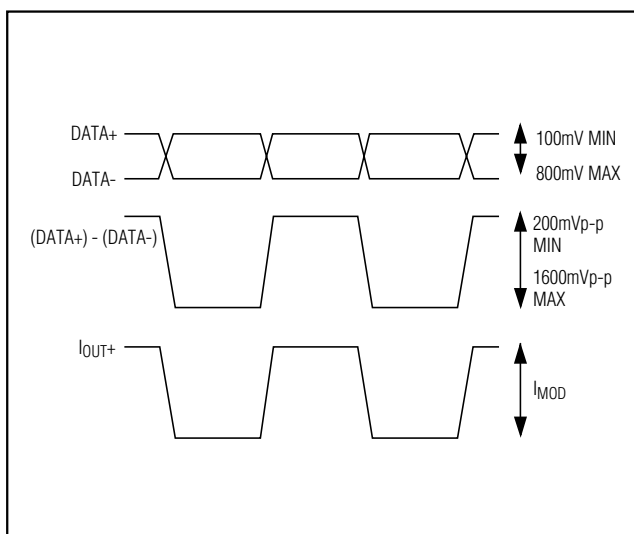 DATA+
100mV MIN
DATA-
800mV MAX
(DATA+) - (DATA-)
200mVp-p
MIN
1600mVp-p
MAX
IOUT+
IMOD